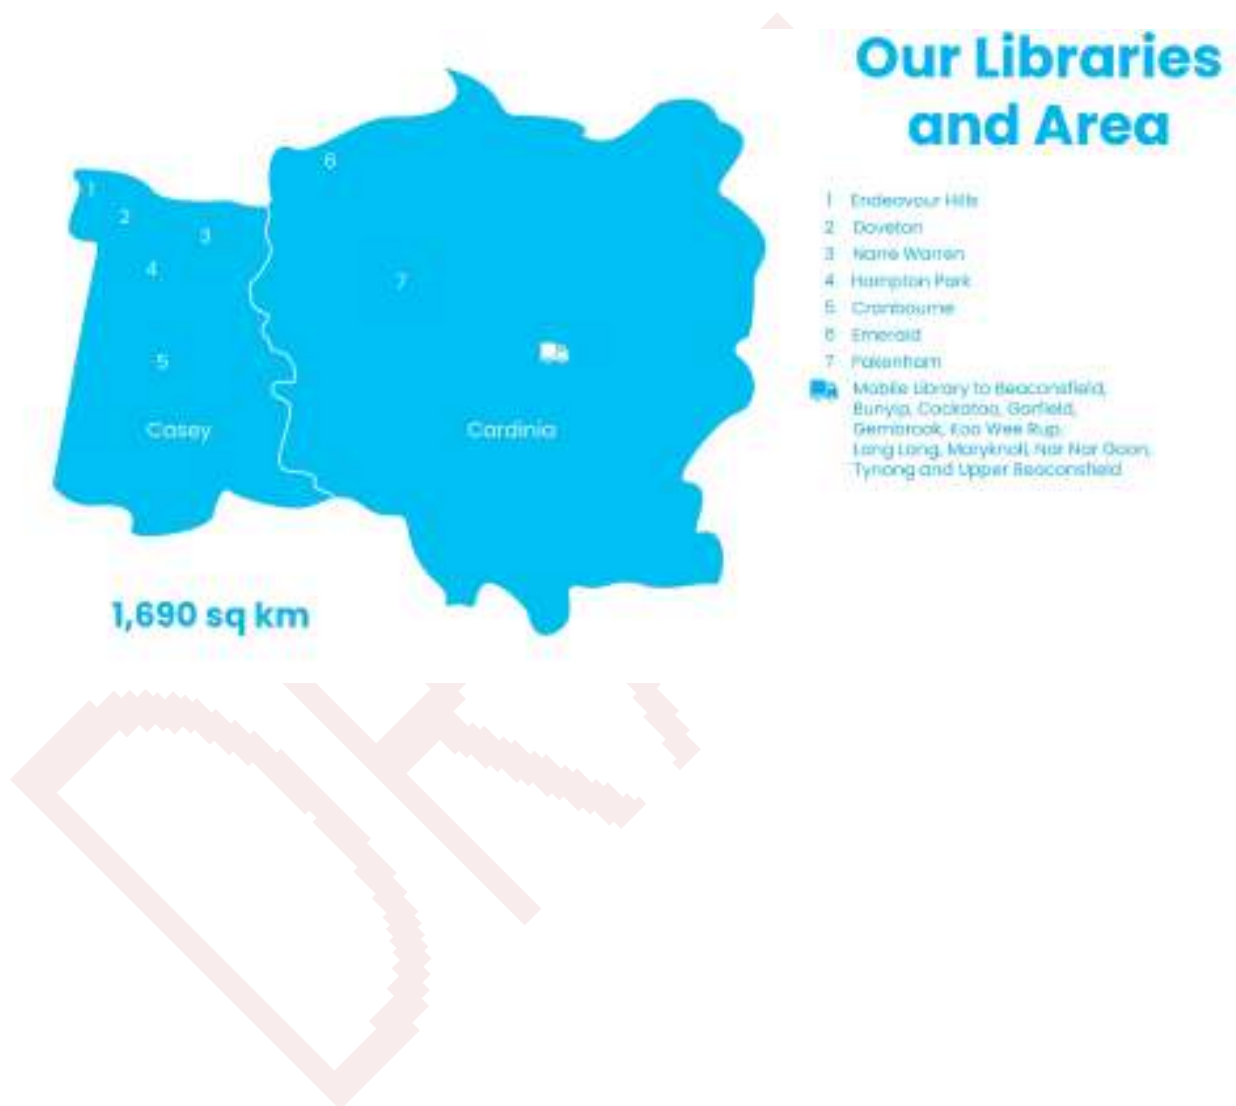 Our Libraries
and Area
1 Endeavour Hills
2 Doveton
3 Narre Warren
4 Hampton Park
5 Cranbourne
6 Emerald
7 Pakenham
Mobile Library to Beaconsfield,
Bunyip, Cockatoo, Garfield,
Gembrook, Koo Wee Rup,
Lang Lang, Maryknoll, Nar Nar Goon,
Tynong and Upper Beaconsfield
6
1
2
3
4
7
5
Casey
Cardinia
1,690 sq km